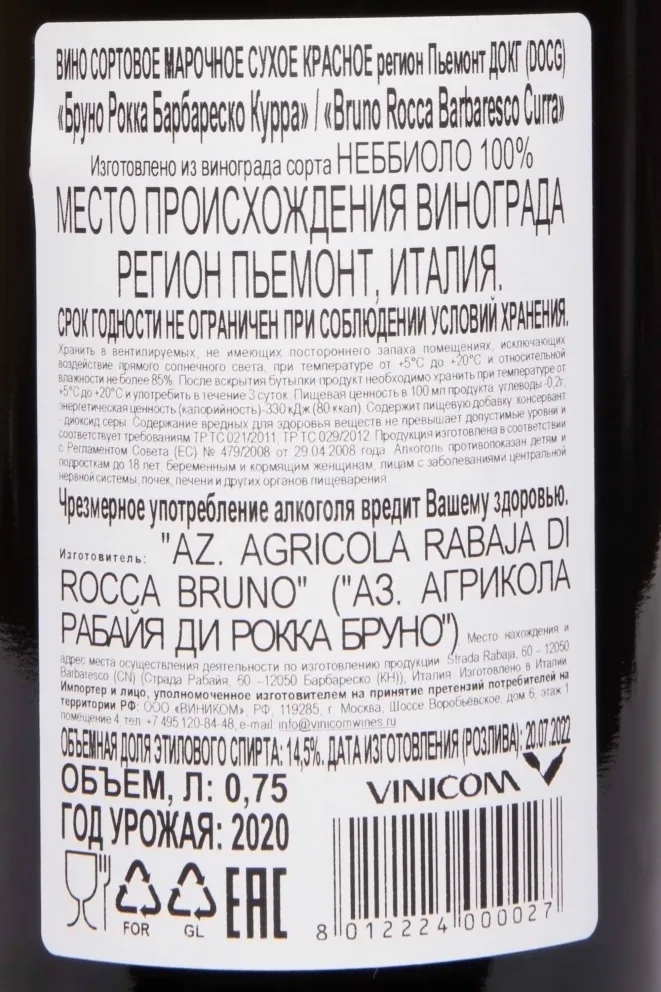 ВИНО СОРТОВОЕ МАРОЧНОЕ СУХОЕ КРАСНОЕ регион Пьемонт ДОКГ (DOCG)
«Бруно Рокка Барбареско Курра» / «Bruno Rocca Barbaresco Curra»
Изготовлено из винограда сорта НЕББИОЛО 100%
МЕСТО ПРОИСХОЖДЕНИЯ ВИНОГРАДА
РЕГИОН ПЬЕМОНТ, ИТАЛИЯ.
СРОК ГОДНОСТИ НЕ ОГРАНИЧЕН ПРИ СОБЛЮДЕНИИ УСЛОВИЙ ХРАНЕНИЯ.
Хранить в вентилируемых, не имеющих постороннего запаха помещениях, исключающих
воздействие прямого солнечного света, при температуре от +5°С до +20°С и относительной
влажности не более 85%. После вскрытия бутылки продукт необходимо хранить при температуре от
+5°С до +20°С и употребить в течение 3 суток. Пищевая ценность в 100 мл продукта: углеводы -0,2г,
энергетическая ценность (калорийность)-330 кДж (80 ккал). Содержит пищевую добавку: консервант
-диоксид серы. Содержание вредных для здоровья веществ не превышает допустимые уровни и
соответствует требованиям ТР ТС 021/2011, ТР ТС 029/2012. Продукция изготовлена в соответствии
с Регламентом Совета (ЕС) № 479/2008 от 29.04.2008 года. Алкоголь противопоказан детям и
подросткам до 18 лет, беременным и кормящим женщинам, лицам с заболеваниями центральной
нервной системы, почек, печени и других органов пищеварения.
Чрезмерное употребление алкоголя вредит Вашему здоровью.
Изготовитель: "AZ. AGRICOLA RABAJA DI
ROCCA BRUNO" ("АЗ. АГРИКОЛА
РАБАЙЯ ДИ РОККА БРУНО") Место нахождения и
адрес места осуществления деятельности по изготовлению продукции: Strada Rabaja, 60 – 12050
Barbaresco (CN) (Страда Рабайя, 60 –12050 Барбареско (КН)), Италия. Изготовлено в Италии.
Импортер и лицо, уполномоченное изготовителем на принятие претензий потребителей на
территории РФ: ООО «ВИНИКОМ», РФ, 119285, г. Москва, Шоссе Воробьёвское, дом 6, этаж 1
помещение 4 тел. +7 495 120-84-48, e-mail: info@vinicomwines.ru
ОБЪЕМНАЯ ДОЛЯ ЭТИЛОВОГО СПИРТА: 14,5%. ДАТА ИЗГОТОВЛЕНИЯ (РОЗЛИВА): 20.07.2022
ОБЪЕМ, Л: 0,75
VINICOM
ГОД УРОЖАЯ: 2020
FOR
GL
ЕАС
8 012224 000027